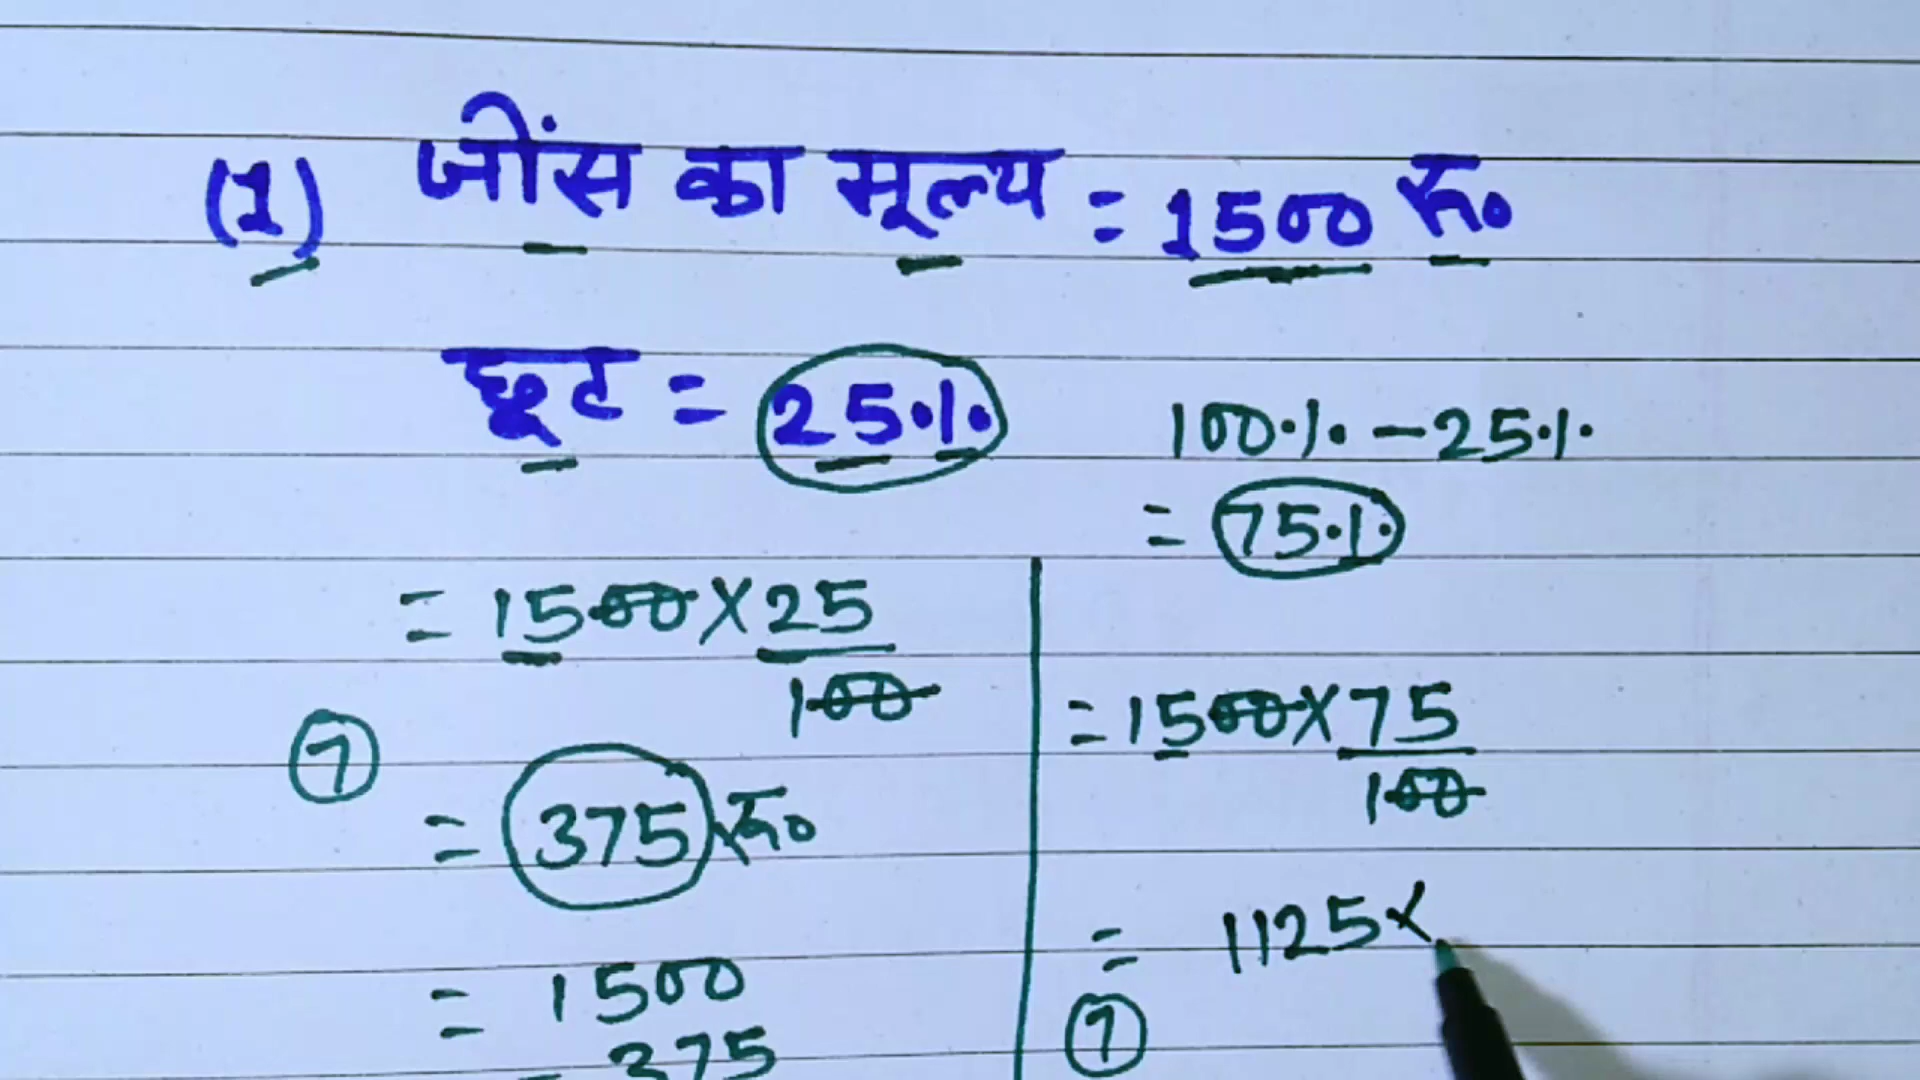 (1) जींस का मूल्य = 1500 रु०
छूट = 25%
100% - 25%
= 75%
= 1500 X 25
100
7
= 375 रु०
= 1500
- 375
= 1500 X 75
100
= 1125
7